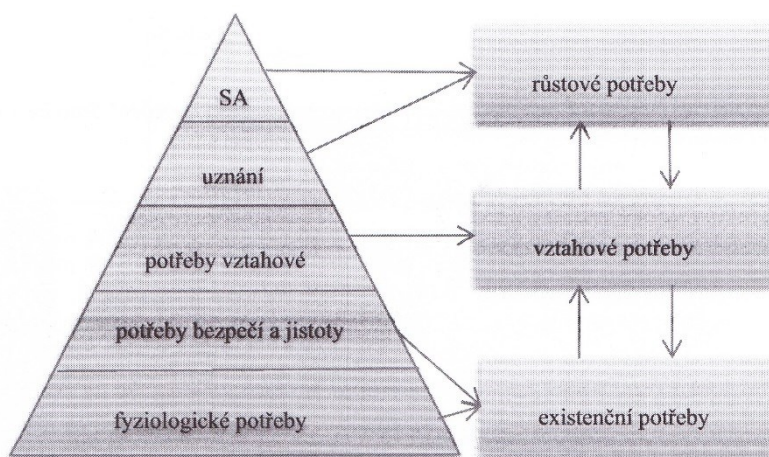 SA
uznání
potřeby vztahové
potřeby bezpečí a jistoty
fyziologické potřeby
růstové potřeby
vztahové potřeby
existenční potřeby